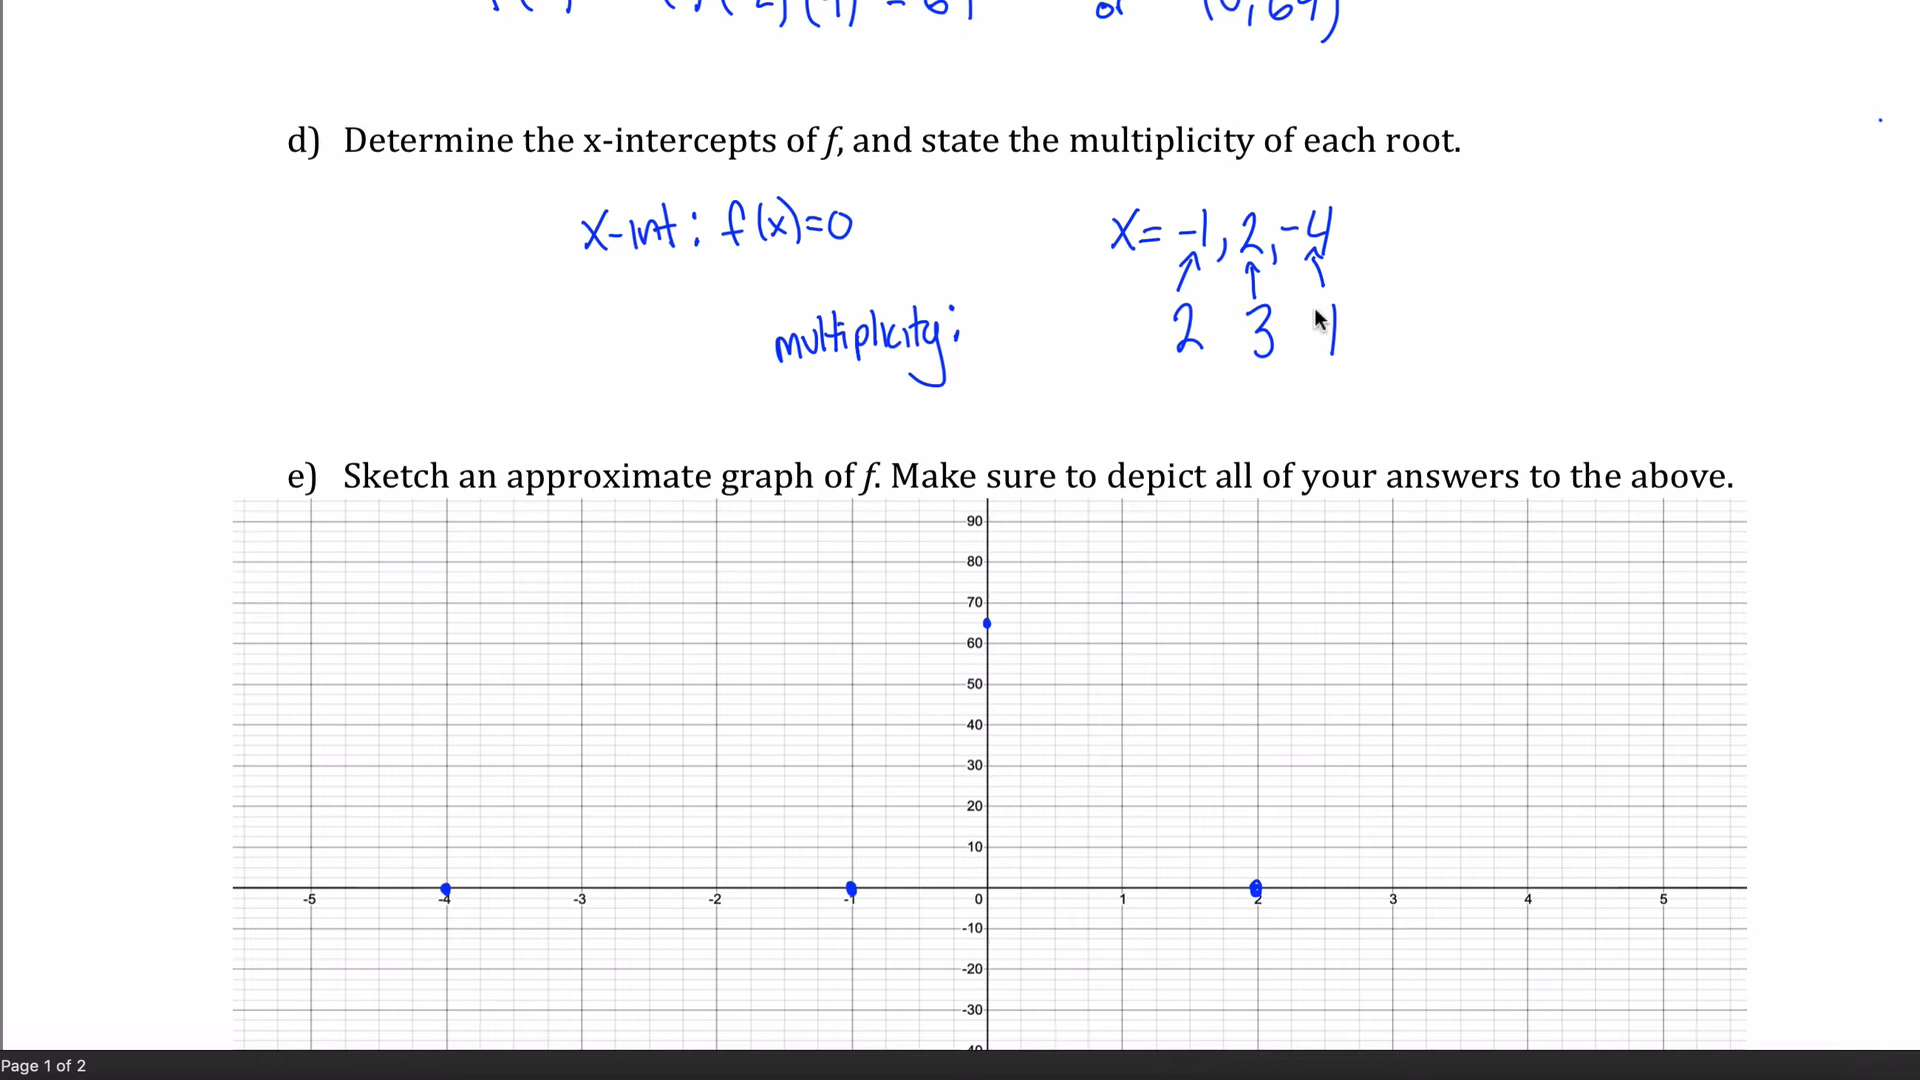 or (0, 64)
d) Determine the x-intercepts of f, and state the multiplicity of each root.
x-int: f(x)=0 x= -1, 2, -4
multiplicity: 2 3 1
e) Sketch an approximate graph of f. Make sure to depict all of your answers to the above.
90
80
70
60
50
40
30
20
10
-5 -4 -3 -2 -1 0 1 2 3 4 5
-10
-20
-30
Page 1 of 2